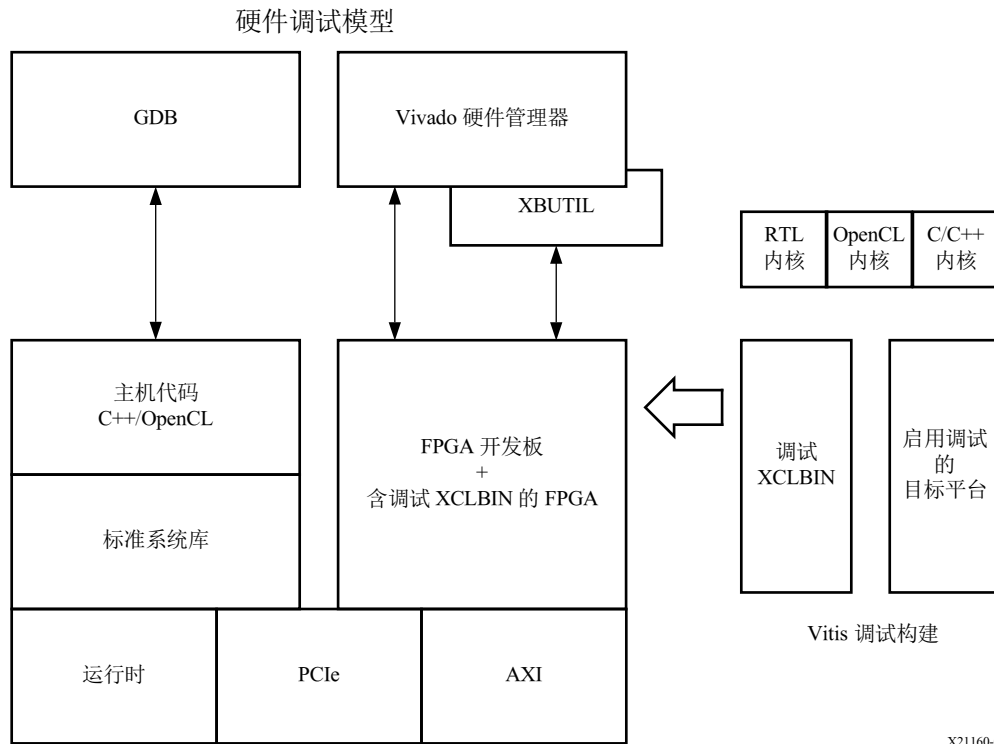 硬件调试模型
GDB
Vivado 硬件管理器
XBUTIL
RTL
内核
OpenCL
内核
C/C++
内核
主机代码
C++/OpenCL
标准系统库
FPGA 开发板
+
含调试 XCLBIN 的 FPGA
调试
XCLBIN
启用调试
的
目标平台
Vitis 调试构建
运行时
PCIe
AXI
X21160-